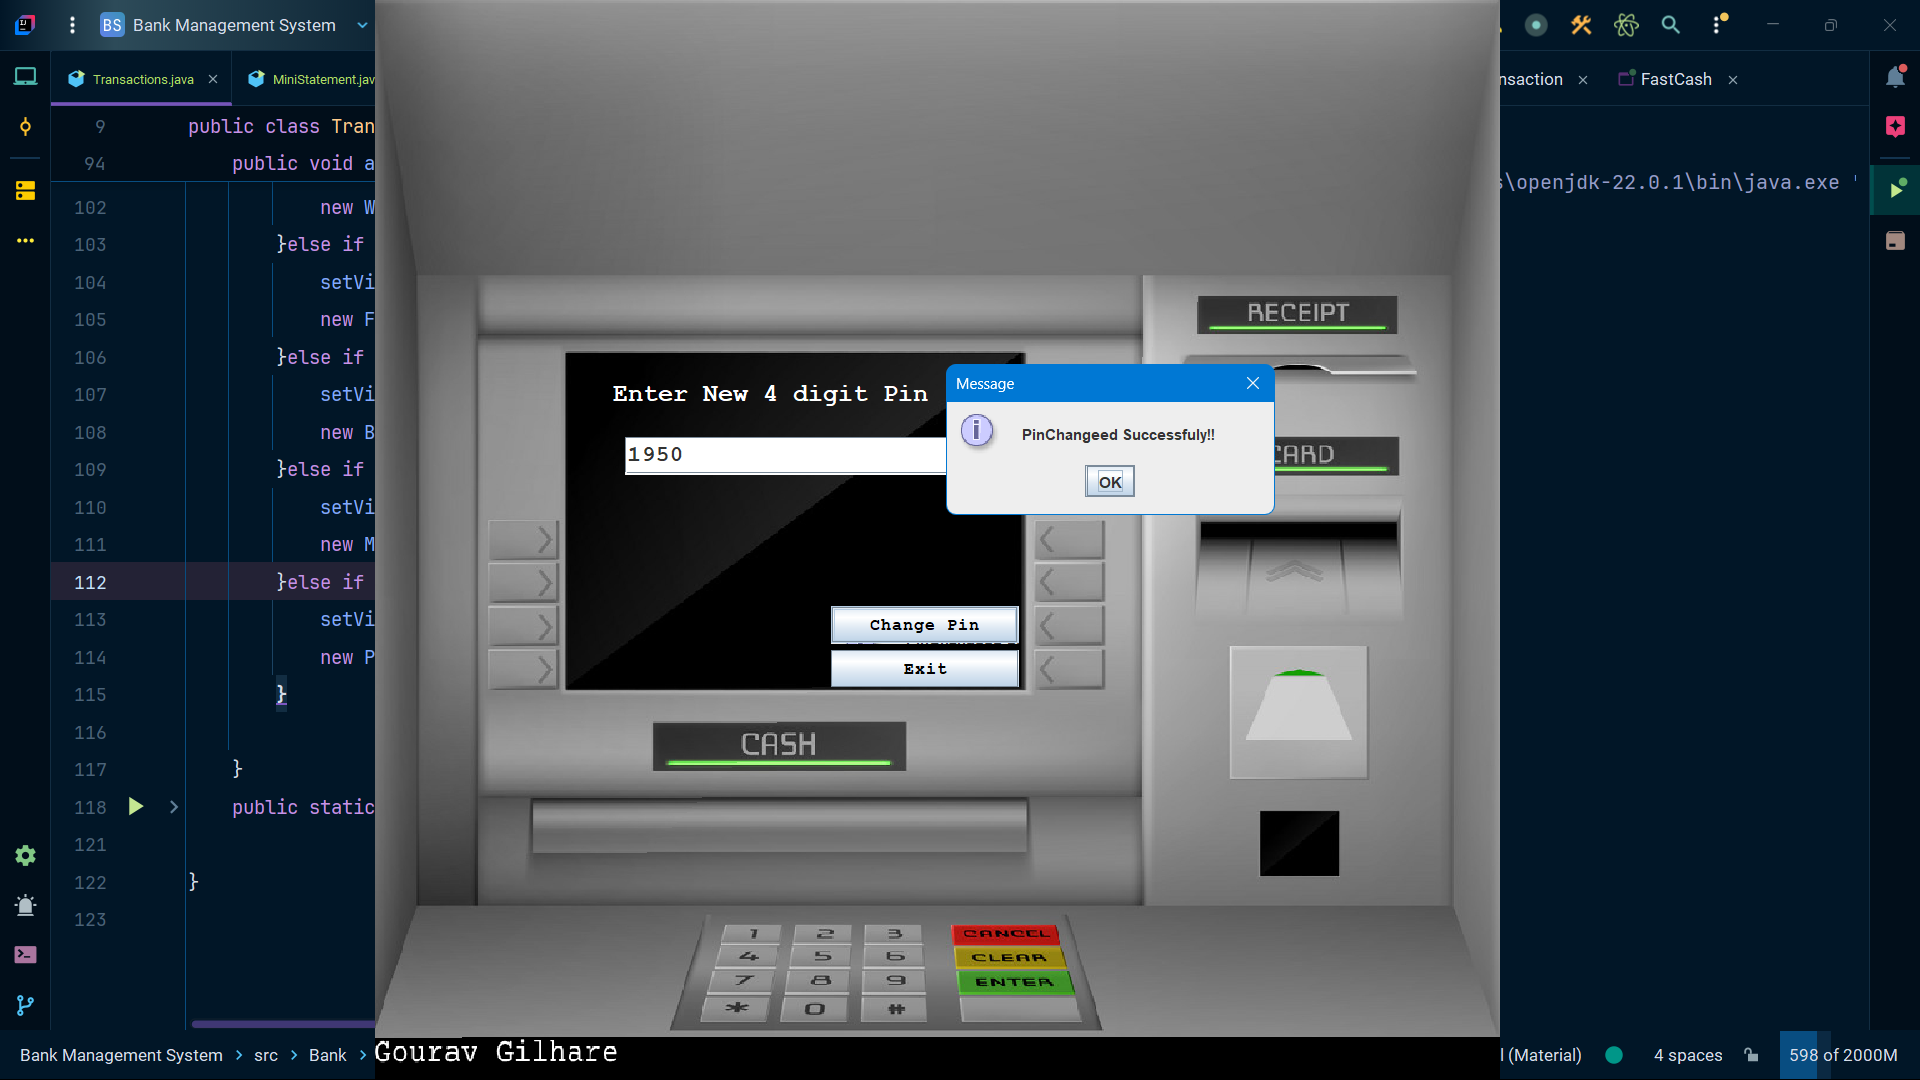 BS Bank Management System
Transactions.java
MiniStatement.jav
nsaction
FastCash
9 public class Tran
94 public void a
102 new W
103 }else if
104 setVi
105 new F
106 }else if
107 setVi
108 new B
109 }else if
110 setVi
111 new M
112 }else if
113 setVi
114 new P
115 }
116
117 }
118 public static
121
122 }
123
s\openjdk-22.0.1\bin\java.exe '
RECEIPT
Enter New 4 digit Pin
1950
Message
PinChangeed Successfuly!!
OK
CARD
Change Pin
Exit
CASH
1 2 3 CANCEL
4 5 6 CLEAR
7 8 9 ENTER
* 0 #
Gourav Gilhare
Bank Management System > src > Bank >
l (Material)
4 spaces
598 of 2000M